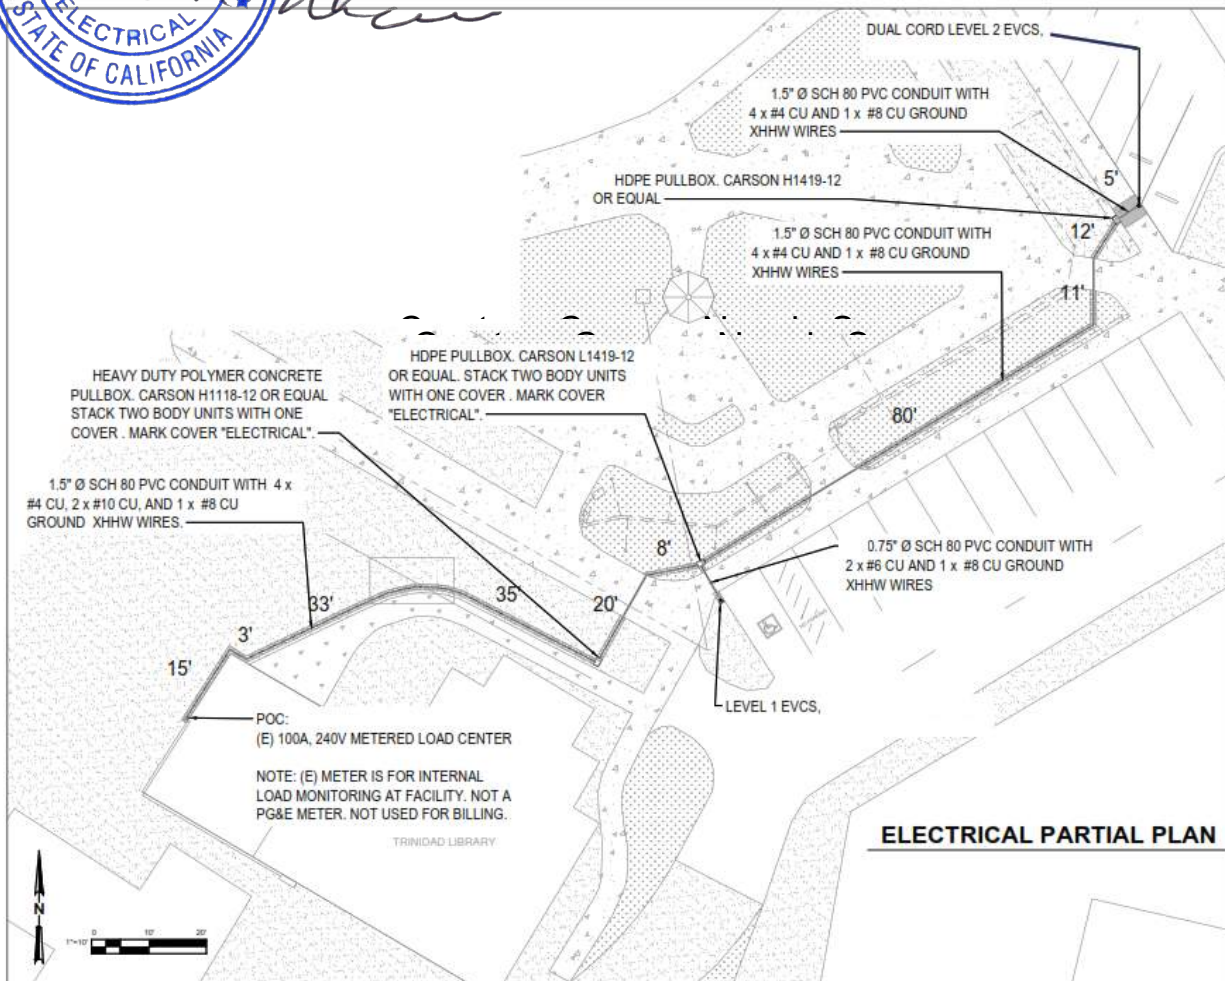 ELECTRICAL
STATE OF CALIFORNIA
DUAL CORD LEVEL 2 EVCS,
1.5" Ø SCH 80 PVC CONDUIT WITH
4 x #4 CU AND 1 x #8 CU GROUND
XHHW WIRES
5'
HDPE PULLBOX. CARSON H1419-12
OR EQUAL
12'
1.5" Ø SCH 80 PVC CONDUIT WITH
4 x #4 CU AND 1 x #8 CU GROUND
XHHW WIRES
11'
HDPE PULLBOX. CARSON L1419-12
OR EQUAL. STACK TWO BODY UNITS
WITH ONE COVER . MARK COVER
"ELECTRICAL".
HEAVY DUTY POLYMER CONCRETE
PULLBOX. CARSON H1118-12 OR EQUAL
STACK TWO BODY UNITS WITH ONE
COVER . MARK COVER "ELECTRICAL".
80'
1.5" Ø SCH 80 PVC CONDUIT WITH 4 x
#4 CU, 2 x #10 CU, AND 1 x #8 CU
GROUND XHHW WIRES.
8'
0.75" Ø SCH 80 PVC CONDUIT WITH
2 x #6 CU AND 1 x #8 CU GROUND
XHHW WIRES
33'
35'
20'
3'
15'
LEVEL 1 EVCS,
POC:
(E) 100A, 240V METERED LOAD CENTER
NOTE: (E) METER IS FOR INTERNAL
LOAD MONITORING AT FACILITY. NOT A
PG&E METER. NOT USED FOR BILLING.
TRINIDAD LIBRARY
ELECTRICAL PARTIAL PLAN
N
1"=10'
0 10' 20'